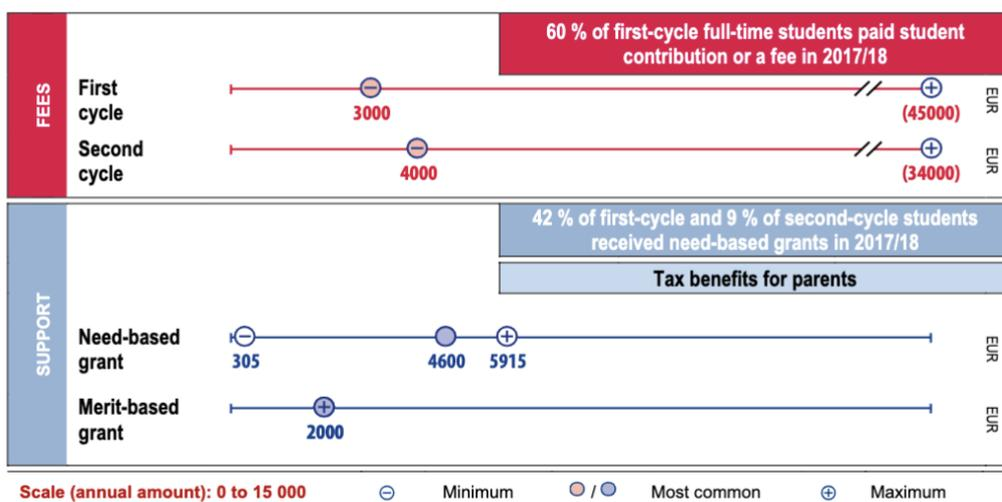 60 % of first-cycle full-time students paid student
contribution or a fee in 2017/18
FEES
First
cycle
3000
(45000)
EUR
Second
cycle
4000
(34000)
EUR
42 % of first-cycle and 9 % of second-cycle students
received need-based grants in 2017/18
Tax benefits for parents
SUPPORT
Need-based
grant
305
4600
5915
EUR
Merit-based
grant
2000
EUR
Scale (annual amount): 0 to 15 000
Minimum
/
Most common
Maximum